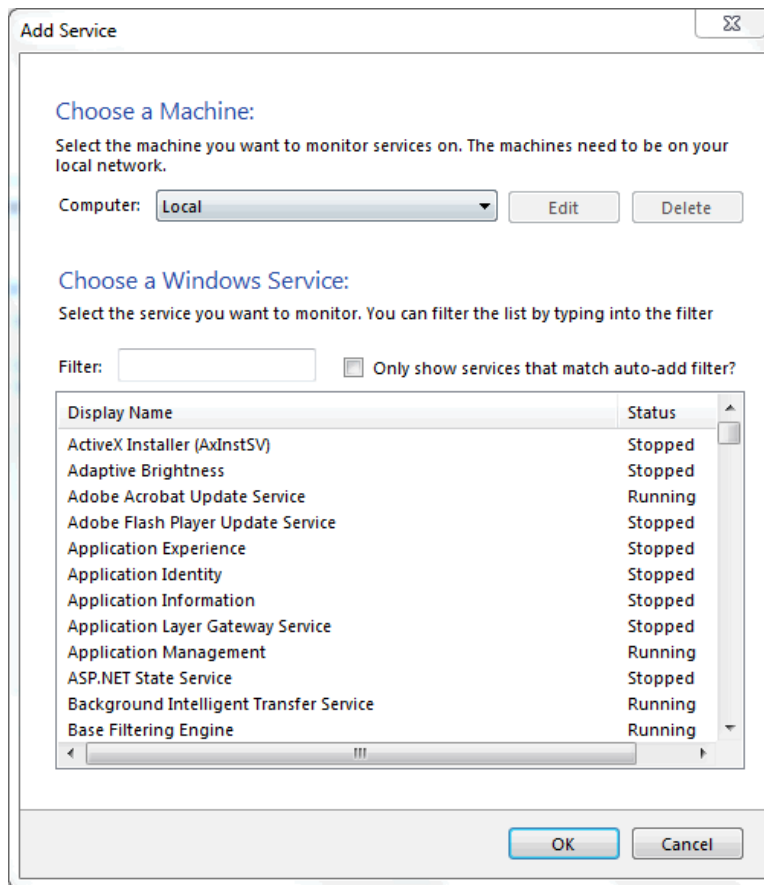 Add Service
Choose a Machine:
Select the machine you want to monitor services on. The machines need to be on your
local network.
Computer: Local Edit Delete
Choose a Windows Service:
Select the service you want to monitor. You can filter the list by typing into the filter
Filter: Only show services that match auto-add filter?
Display Name Status
ActiveX Installer (AxInstSV) Stopped
Adaptive Brightness Stopped
Adobe Acrobat Update Service Running
Adobe Flash Player Update Service Stopped
Application Experience Stopped
Application Identity Stopped
Application Information Stopped
Application Layer Gateway Service Stopped
Application Management Running
ASP.NET State Service Stopped
Background Intelligent Transfer Service Running
Base Filtering Engine Running
OK Cancel